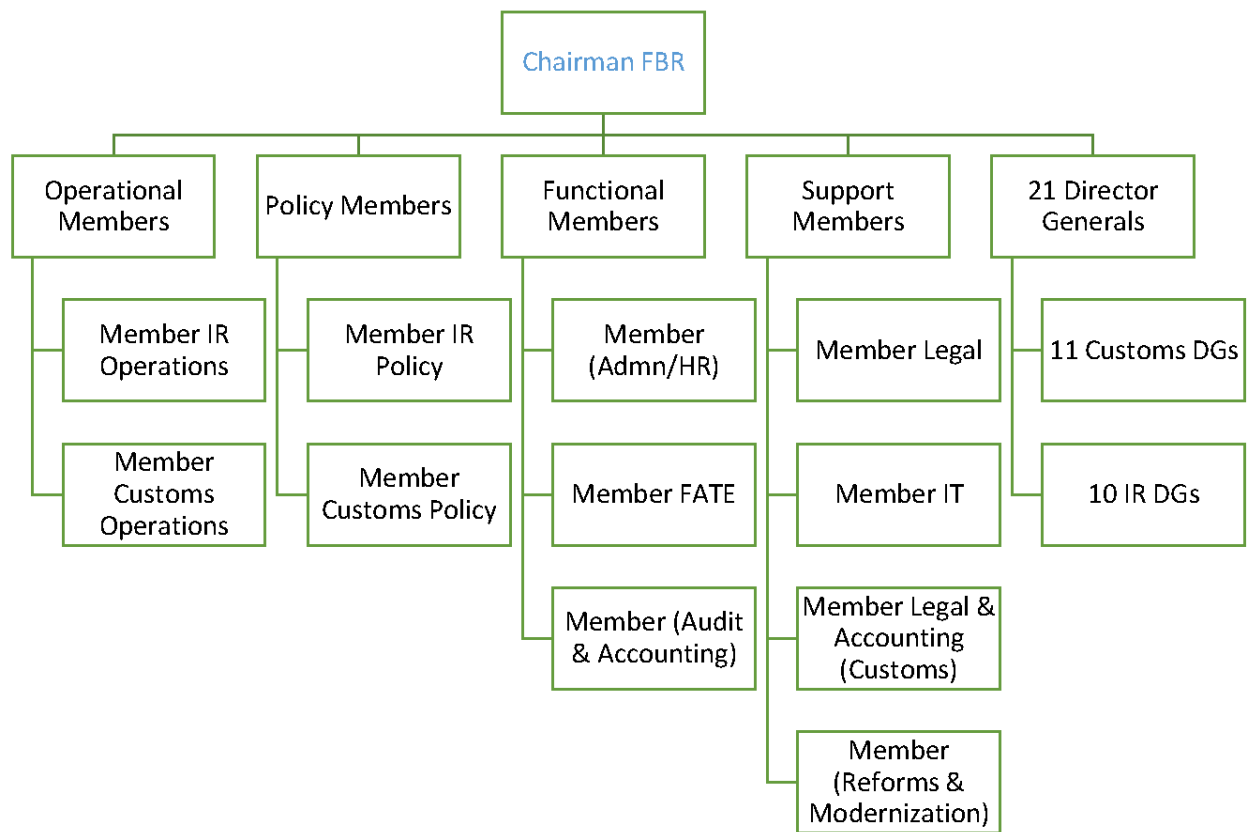 Chairman FBR
Operational
Members
Policy Members
Functional
Members
Support
Members
21 Director
Generals
Member IR
Operations
Member IR
Policy
Member
(Admn/HR)
Member Legal
11 Customs DGs
Member
Customs
Operations
Member
Customs Policy
Member FATE
Member IT
10 IR DGs
Member (Audit
& Accounting)
Member Legal &
Accounting
(Customs)
Member
(Reforms &
Modernization)